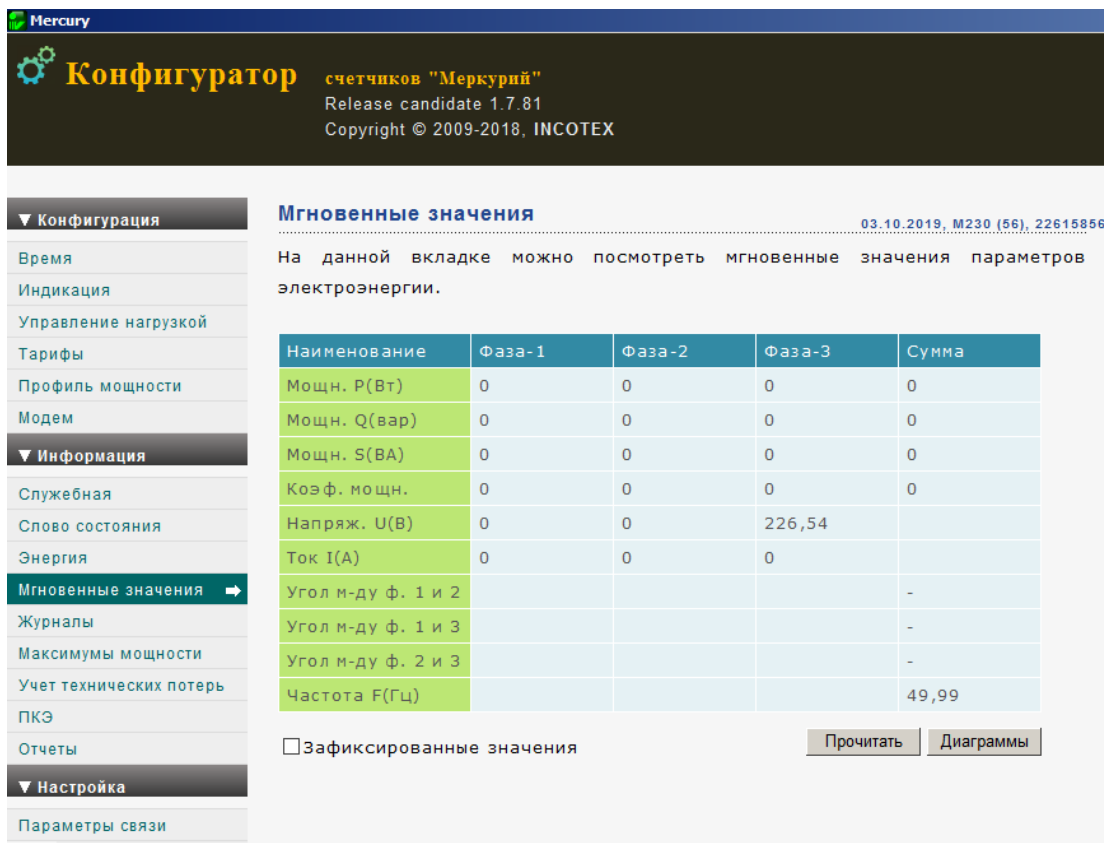 Mercury
Конфигуратор счетчиков "Меркурий"
Release candidate 1.7.81
Copyright © 2009-2018, INCOTEX
▼ Конфигурация
Время
Индикация
Управление нагрузкой
Тарифы
Профиль мощности
Модем
▼ Информация
Служебная
Слово состояния
Энергия
Мгновенные значения
Журналы
Максимумы мощности
Учет технических потерь
ПКЭ
Отчеты
▼ Настройка
Параметры связи
Мгновенные значения
03.10.2019, M230 (56), 22615856
На данной вкладке можно посмотреть мгновенные значения параметров
электроэнергии.
Наименование Фаза-1 Фаза-2 Фаза-3 Сумма
Мощн. P(Вт) 0 0 0 0
Мощн. Q(вар) 0 0 0 0
Мощн. S(ВА) 0 0 0 0
Коэф. мощн. 0 0 0 0
Напряж. U(В) 0 0 226,54
Ток I(А) 0 0 0
Угол м-ду ф. 1 и 2 -
Угол м-ду ф. 1 и 3 -
Угол м-ду ф. 2 и 3 -
Частота F(Гц) 49,99
Зафиксированные значения
Прочитать Диаграммы